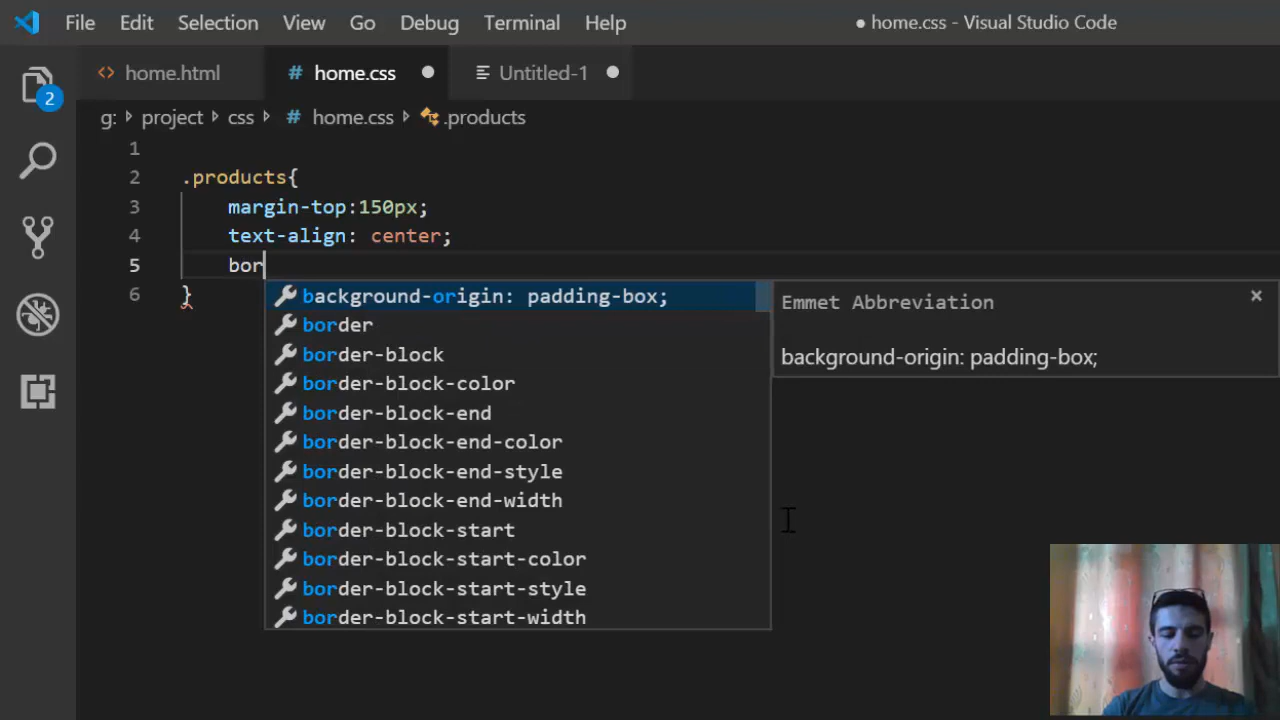 File Edit Selection View Go Debug Terminal Help ● home.css - Visual Studio Code
<> home.html # home.css Untitled-1
2
g: project css # home.css .products
1
2 .products{
3 margin-top:150px;
4 text-align: center;
5 bor
6 }
background-origin: padding-box;
border
border-block
border-block-color
border-block-end
border-block-end-color
border-block-end-style
border-block-end-width
border-block-start
border-block-start-color
border-block-start-style
border-block-start-width
Emmet Abbreviation ×
background-origin: padding-box;